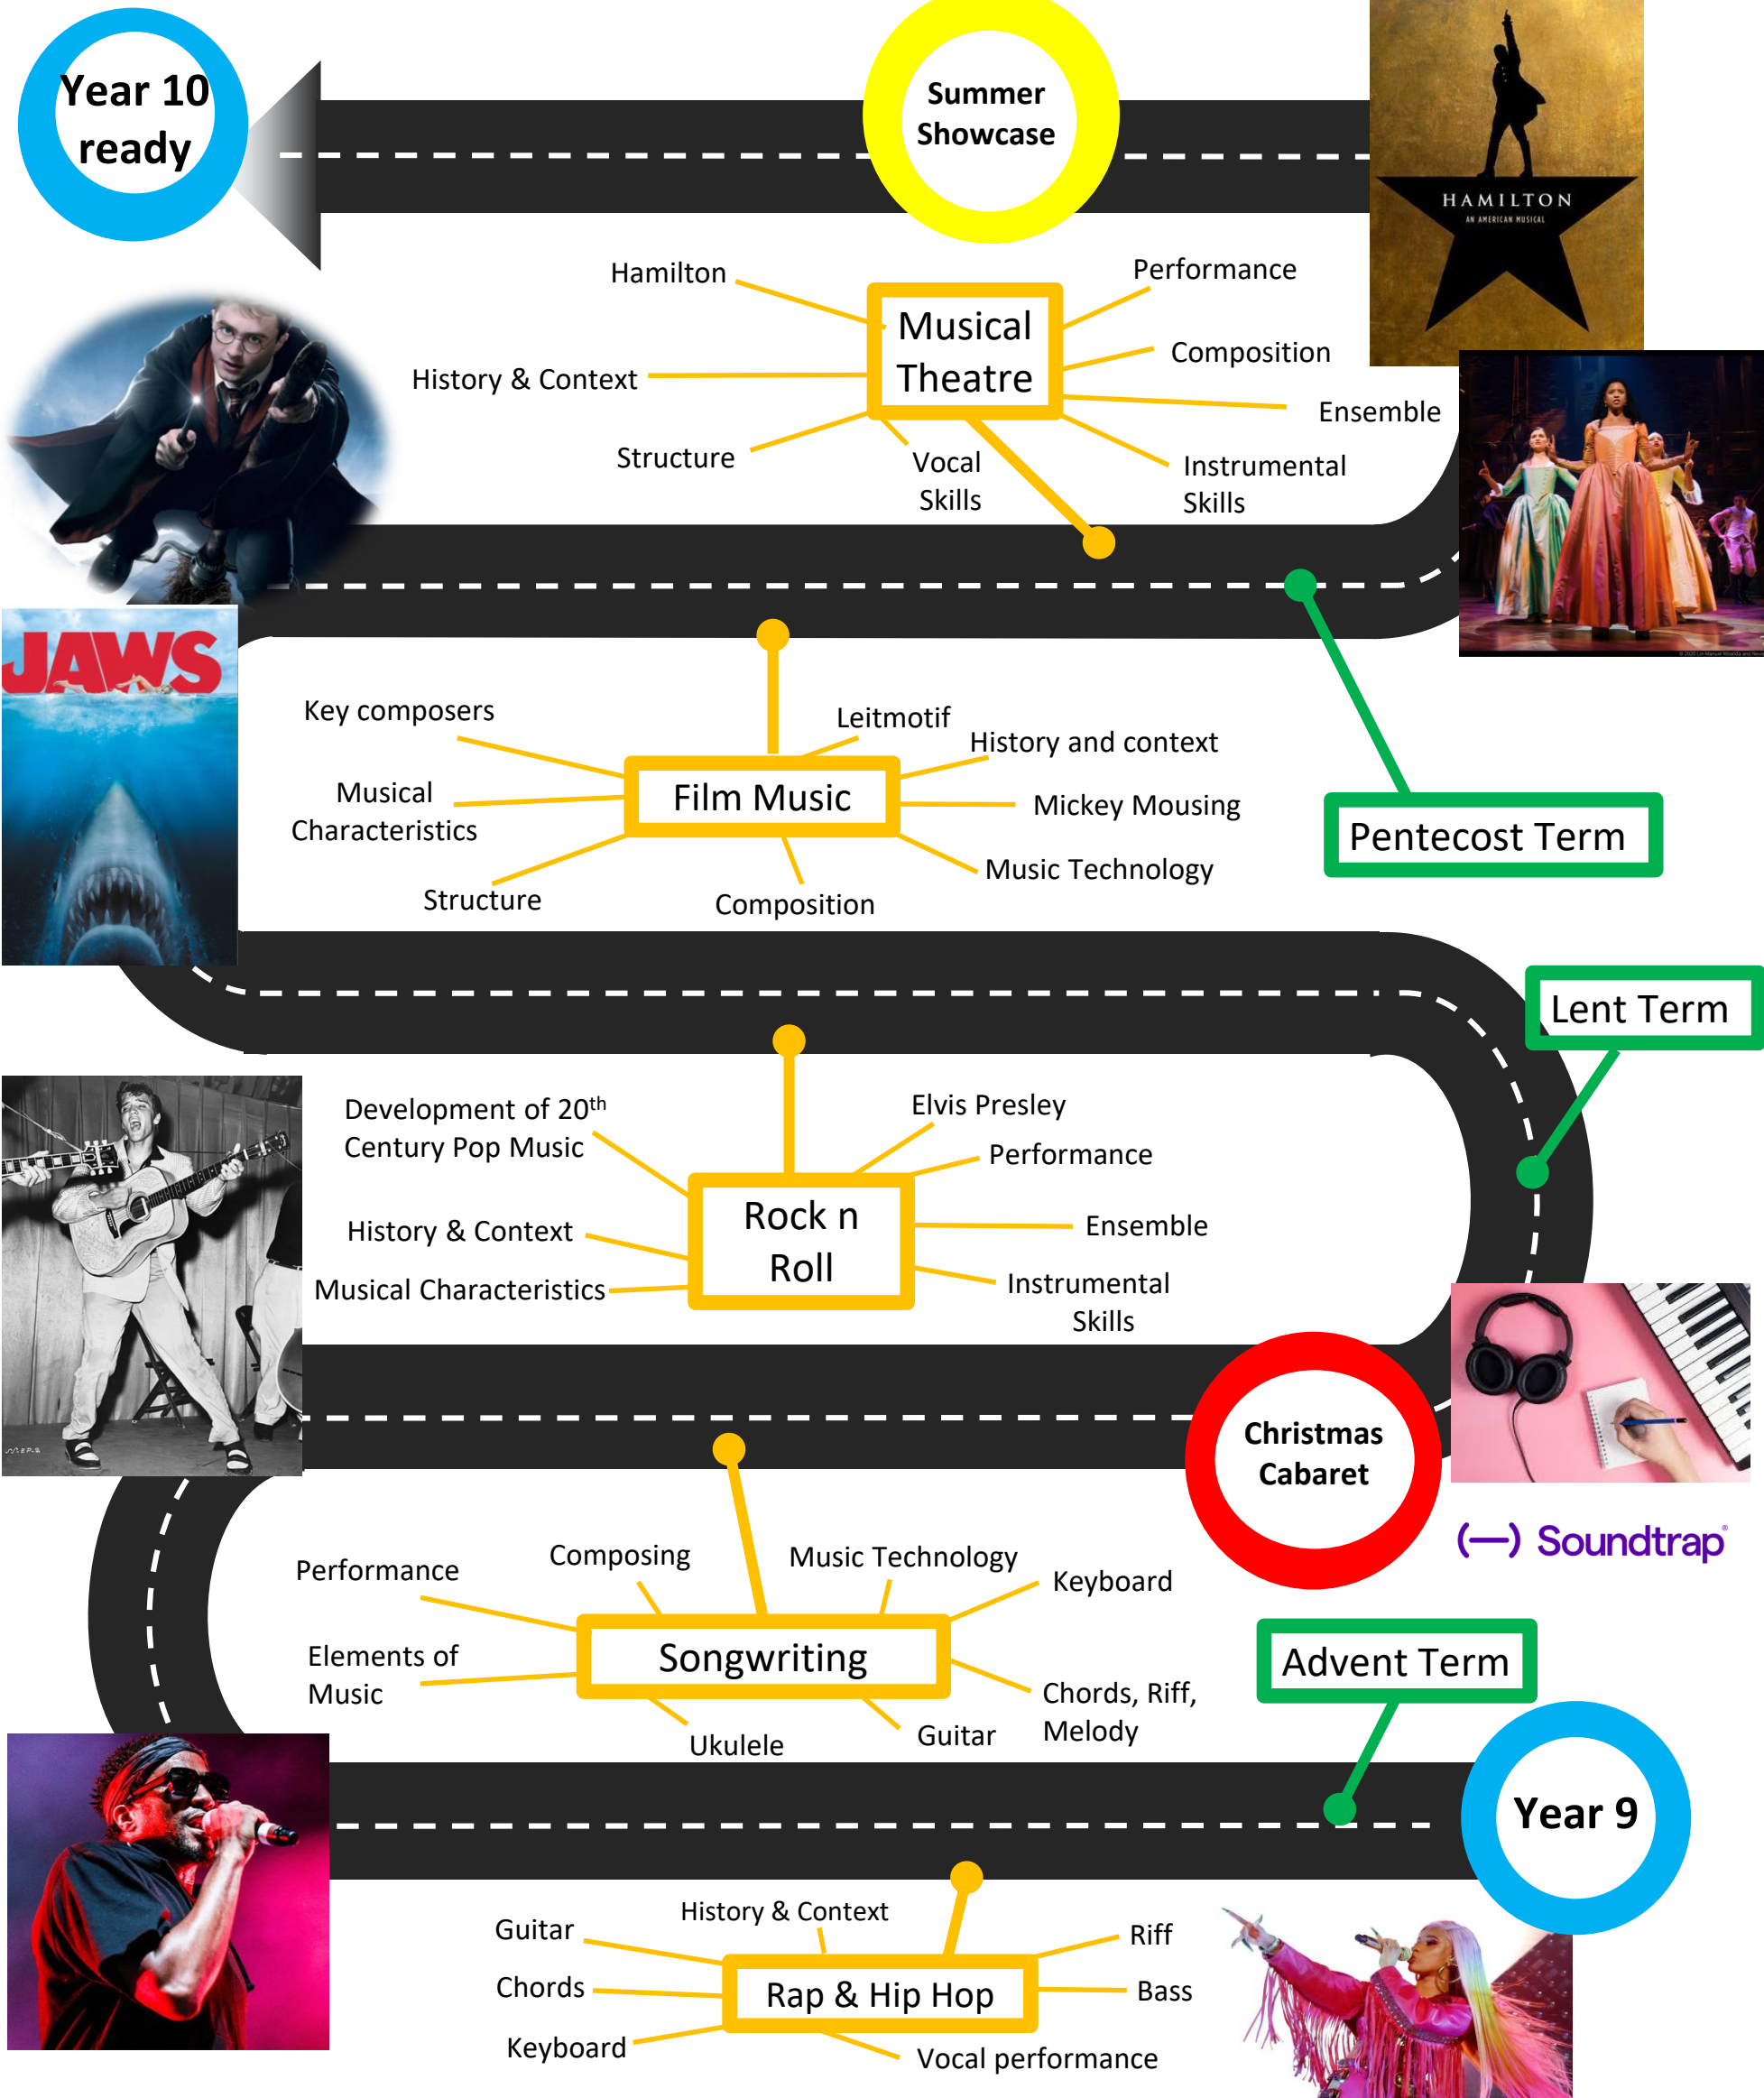 Year 10
ready
Summer
Showcase
HAMILTON
AN AMERICAN MUSICAL
Hamilton
Performance
Musical
Theatre
Composition
History & Context
Ensemble
Structure
Vocal
Skills
Instrumental
Skills
JAWS
Key composers
Leitmotif
History and context
Musical
Characteristics
Film Music
Mickey Mousing
Pentecost Term
Music Technology
Structure
Composition
Lent Term
Development of 20th
Century Pop Music
Elvis Presley
Performance
Rock n
Roll
History & Context
Ensemble
Musical Characteristics
Instrumental
Skills
Christmas
Cabaret
Soundtrap
Performance
Composing
Music Technology
Keyboard
Elements of
Music
Songwriting
Advent Term
Chords, Riff,
Melody
Ukulele
Guitar
Year 9
History & Context
Guitar
Riff
Chords
Rap & Hip Hop
Bass
Keyboard
Vocal performance